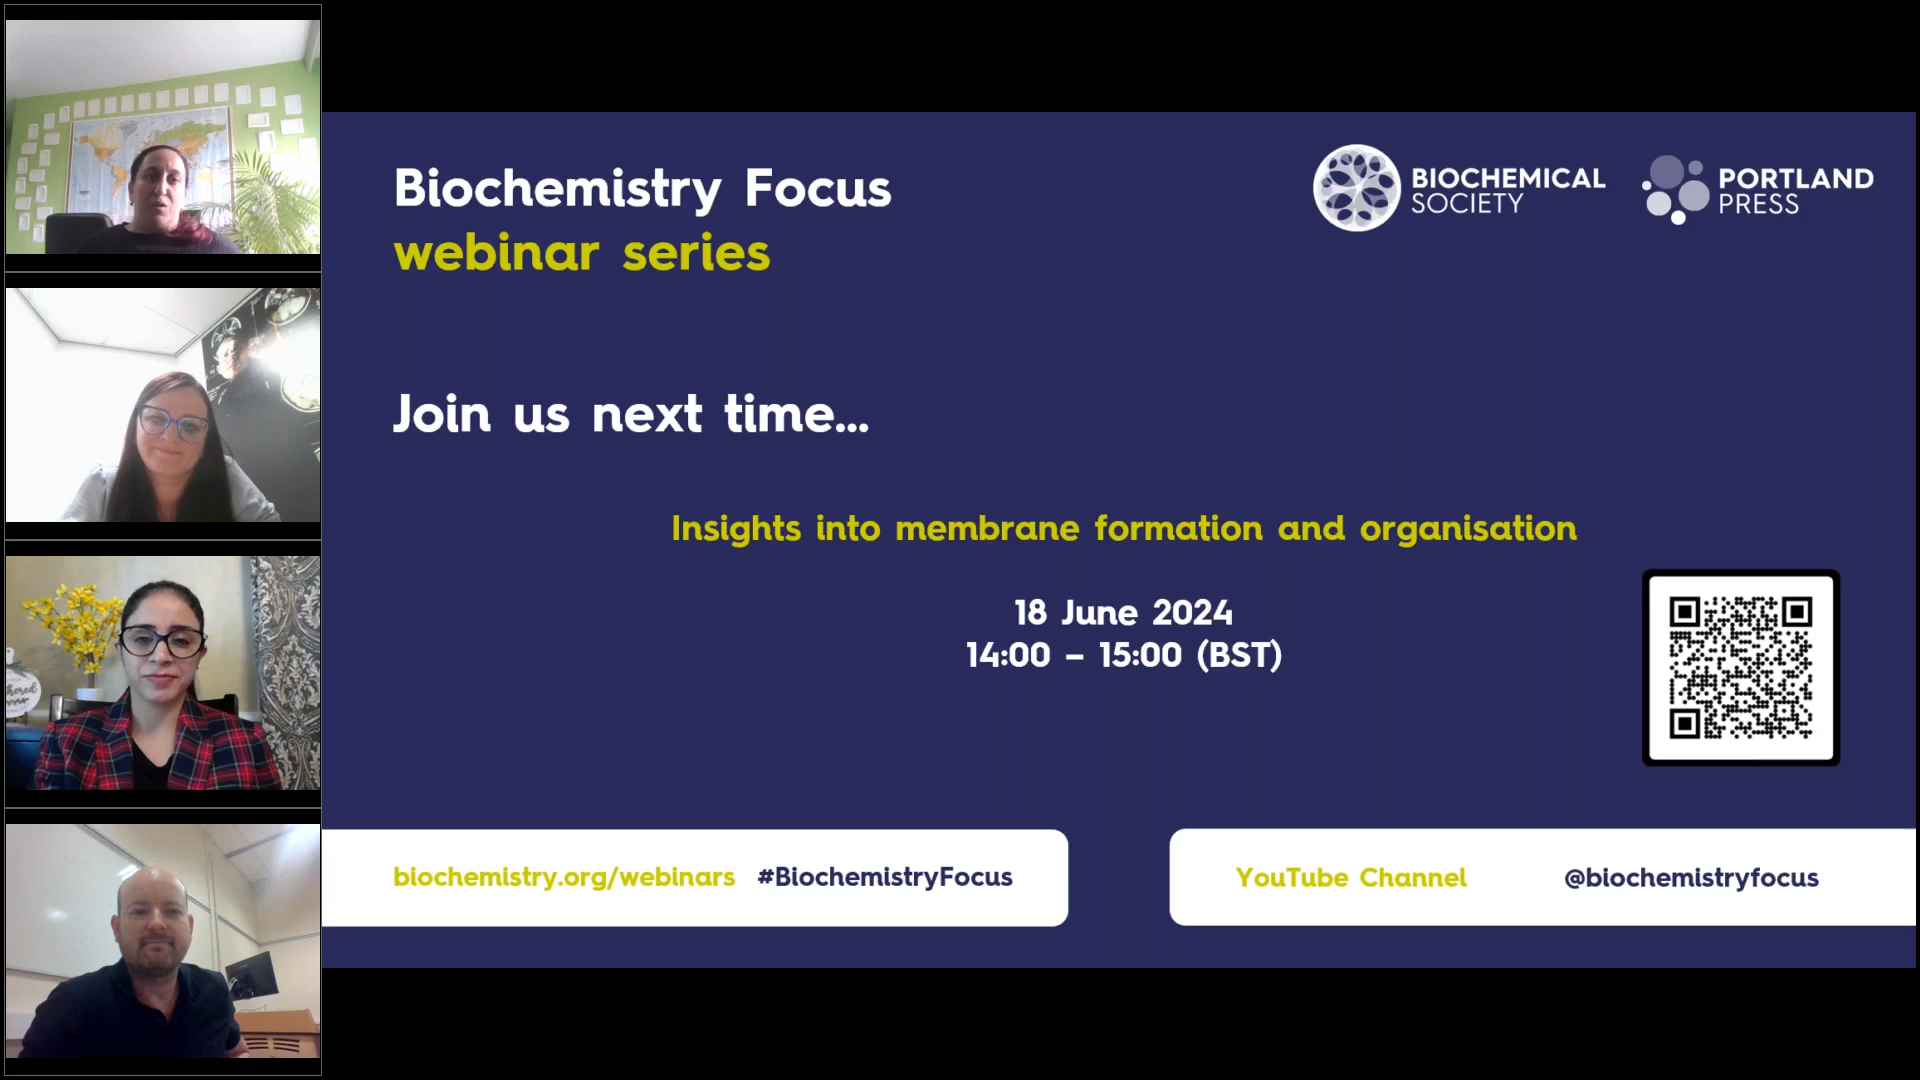 Biochemistry Focus
webinar series
BIOCHEMICAL
SOCIETY
PORTLAND
PRESS
Join us next time...
Insights into membrane formation and organisation
18 June 2024
14:00 – 15:00 (BST)
biochemistry.org/webinars #BiochemistryFocus
YouTube Channel @biochemistryfocus